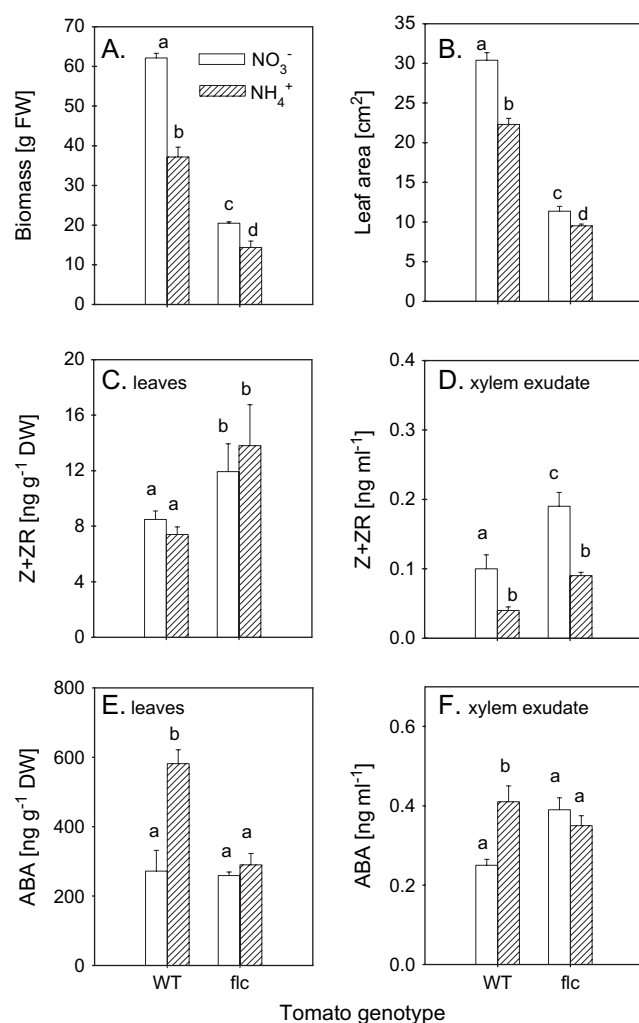 A.
NO₃⁻
NH₄⁺
a
b
c
d
Biomass [g FW]
70
60
50
40
30
20
10
0
B.
a
b
c
d
Leaf area [cm²]
35
30
25
20
15
10
5
0
C. leaves
a
a
b
b
Z+ZR [ng g⁻¹ DW]
20
16
12
8
4
0
D. xylem exudate
a
b
c
b
Z+ZR [ng ml⁻¹]
0.4
0.3
0.2
0.1
0.0
E. leaves
a
b
a
a
ABA [ng g⁻¹ DW]
800
600
400
200
0
WT
flc
F. xylem exudate
a
b
a
a
ABA [ng ml⁻¹]
0.6
0.4
0.2
0.0
WT
flc
Tomato genotype